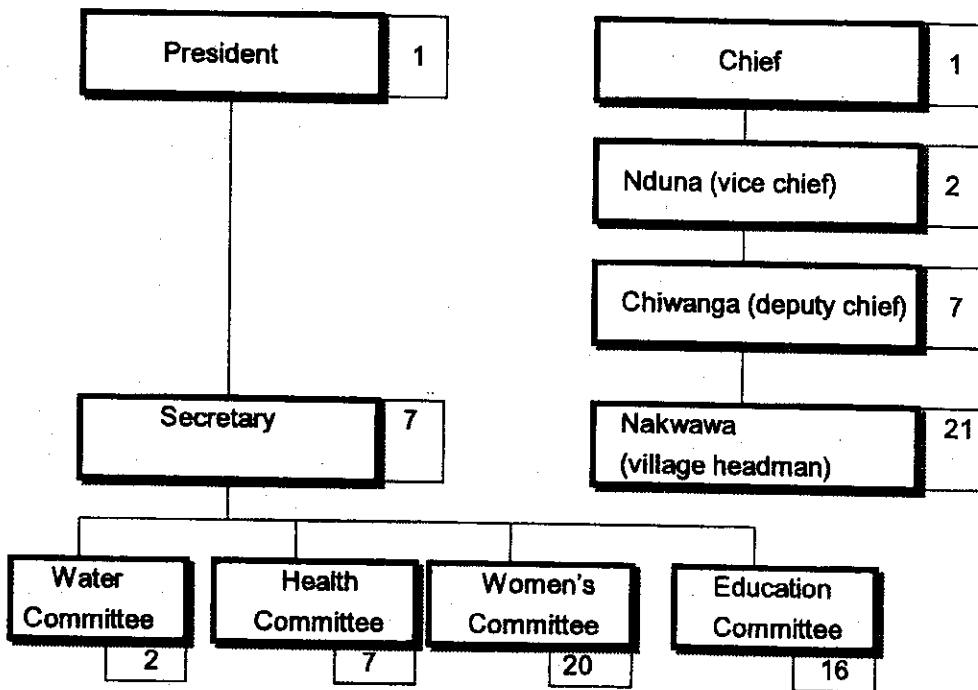 President
1
Chief
1
Nduna (vice chief)
2
Chiwanga (deputy chief)
7
Secretary
7
Nakwawa
(village headman)
21
Water
Committee
2
Health
Committee
7
Women's
Committee
20
Education
Committee
16